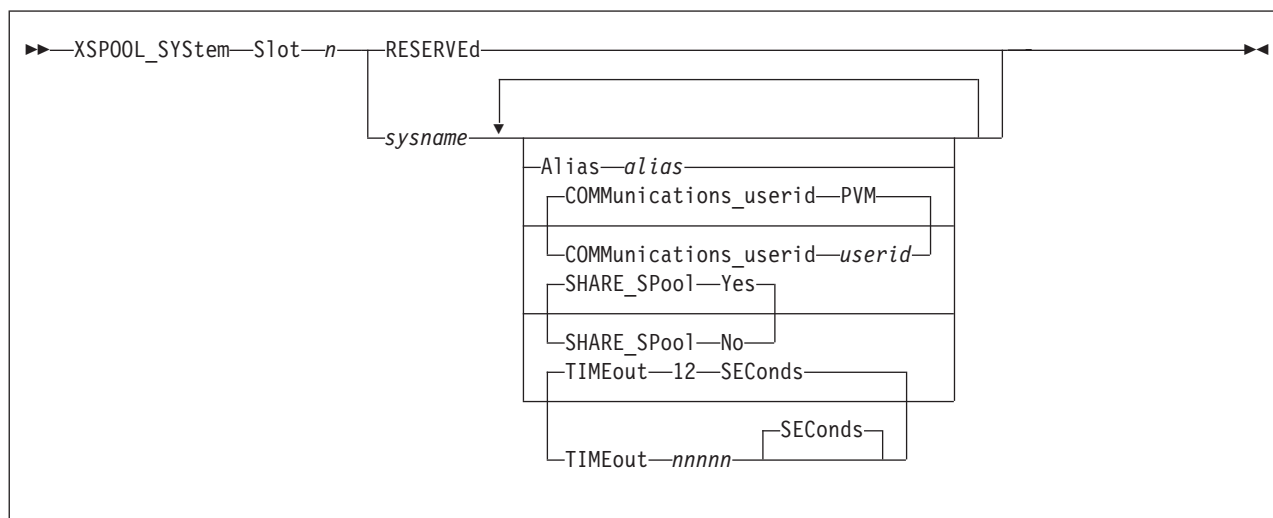 XSPOOL_SYStem Slot n RESERVEd
sysname
Alias alias
COMMunications_userid PVM
COMMunications_userid userid
SHARE_SPool Yes
SHARE_SPool No
TIMEout 12 SEConds
SEConds
TIMEout nnnnn